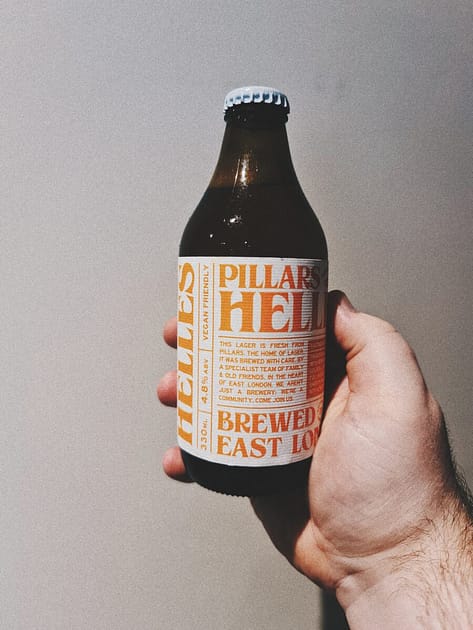 HELLES
330ML
4.8% ABV
VEGAN FRIENDLY
PILLARS
HELL
THIS LAGER IS FRESH FROM
PILLARS, THE HOME OF LAGER.
IT WAS BREWED WITH CARE BY
A SPECIALIST TEAM OF FAMILY
& OLD FRIENDS, IN THE HEART
OF EAST LONDON. WE AREN'T
JUST A BREWERY: WE'RE A
COMMUNITY, COME JOIN US.
BREWED
EAST LON